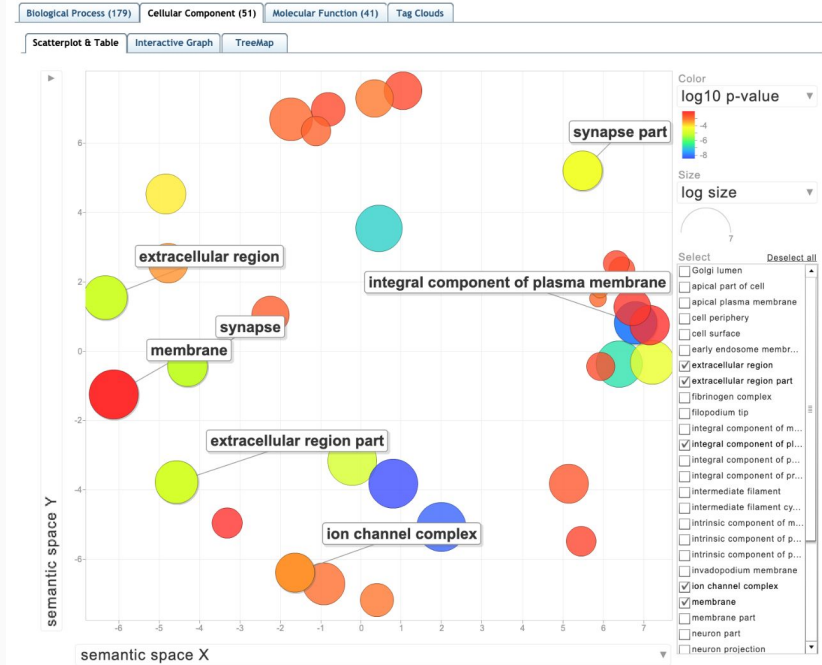 Biological Process (179) Cellular Component (51) Molecular Function (41) Tag Clouds
Scatterplot & Table Interactive Graph TreeMap
synapse part
extracellular region
integral component of plasma membrane
synapse
membrane
extracellular region part
ion channel complex
6
4
2
0
-2
-4
-6
semantic space Y
-6 -5 -4 -3 -2 -1 0 1 2 3 4 5 6 7
semantic space X
Color
log10 p-value
-4
-6
-8
Size
log size
7
Select Deselect all
Golgi lumen
apical part of cell
apical plasma membrane
cell periphery
cell surface
early endosome membr...
extracellular region
extracellular region part
fibrinogen complex
filopodium tip
integral component of m...
integral component of pl...
integral component of p...
integral component of pr...
intermediate filament
intermediate filament cy...
intrinsic component of m...
intrinsic component of p...
intrinsic component of p...
invadopodium membrane
ion channel complex
membrane
membrane part
neuron part
neuron projection